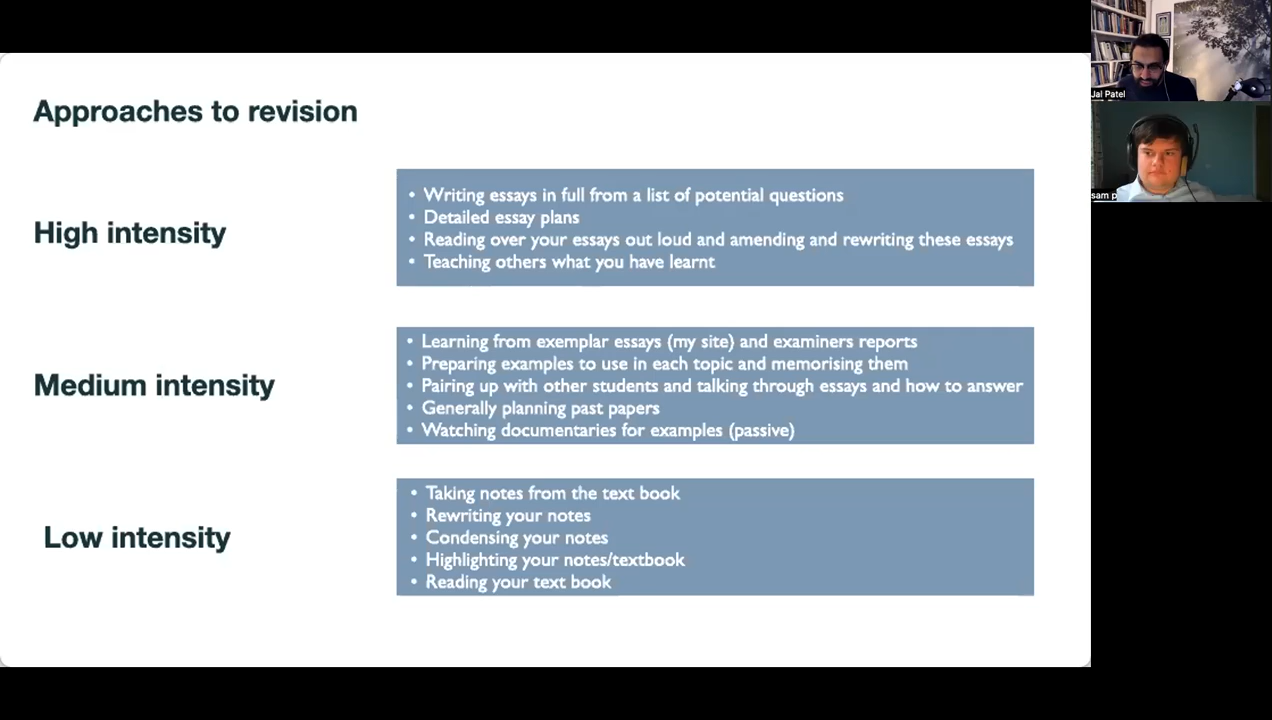 Approaches to revision
High intensity
• Writing essays in full from a list of potential questions
• Detailed essay plans
• Reading over your essays out loud and amending and rewriting these essays
• Teaching others what you have learnt
Medium intensity
• Learning from exemplar essays (my site) and examiners reports
• Preparing examples to use in each topic and memorising them
• Pairing up with other students and talking through essays and how to answer
• Generally planning past papers
• Watching documentaries for examples (passive)
Low intensity
• Taking notes from the text book
• Rewriting your notes
• Condensing your notes
• Highlighting your notes/textbook
• Reading your text book
Jal Patel
sam p